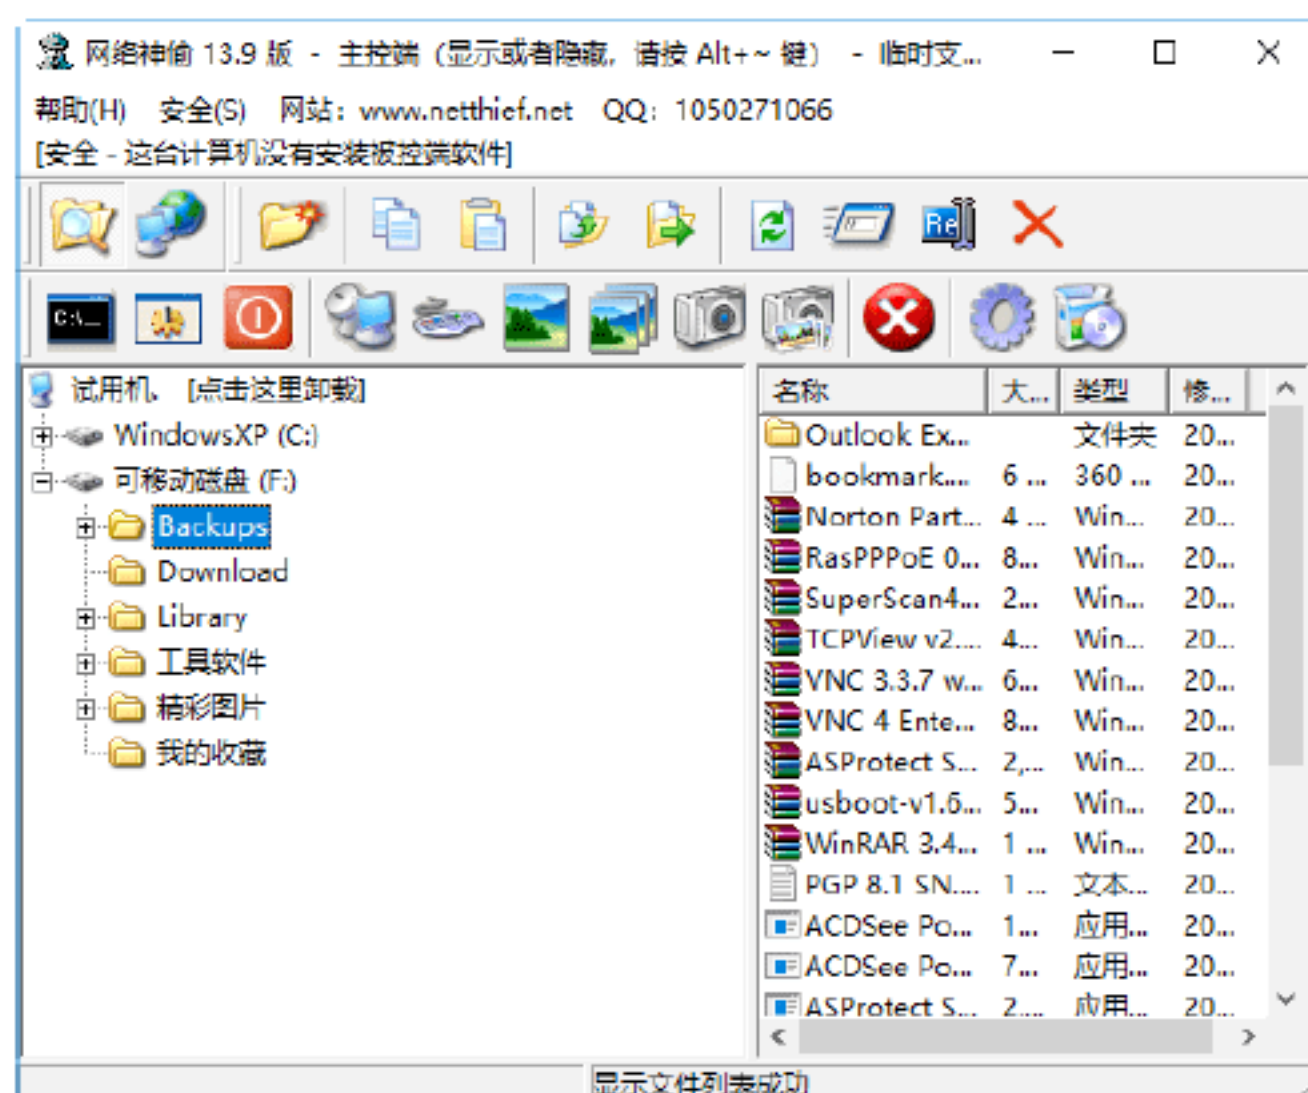 网络神偷 13.9 版 - 主控端 (显示或者隐藏, 请按 Alt+~ 键) - 临时支...
帮助(H) 安全(S) 网站: www.netthief.net QQ: 1050271066
[安全 - 这台计算机没有安装被控端软件]
Re
C:\_
试用机、 [点击这里卸载]
WindowsXP (C:)
可移动磁盘 (F:)
Backups
Download
Library
工具软件
精彩图片
我的收藏
名称 大... 类型 修...
Outlook Ex... 文件夹 20...
bookmark.... 6 ... 360 ... 20...
Norton Part... 4 ... Win... 20...
RasPPPoE 0... 8... Win... 20...
SuperScan4... 2... Win... 20...
TCPView v2.... 4... Win... 20...
VNC 3.3.7 w... 6... Win... 20...
VNC 4 Ente... 8... Win... 20...
ASProtect S... 2,... Win... 20...
usboot-v1.6... 5... Win... 20...
WinRAR 3.4... 1 ... Win... 20...
PGP 8.1 SN.... 1 ... 文本... 20...
ACDSee Po... 1... 应用... 20...
ACDSee Po... 7... 应用... 20...
ASProtect S... 2.... 应用... 20...
显示文件列表成功